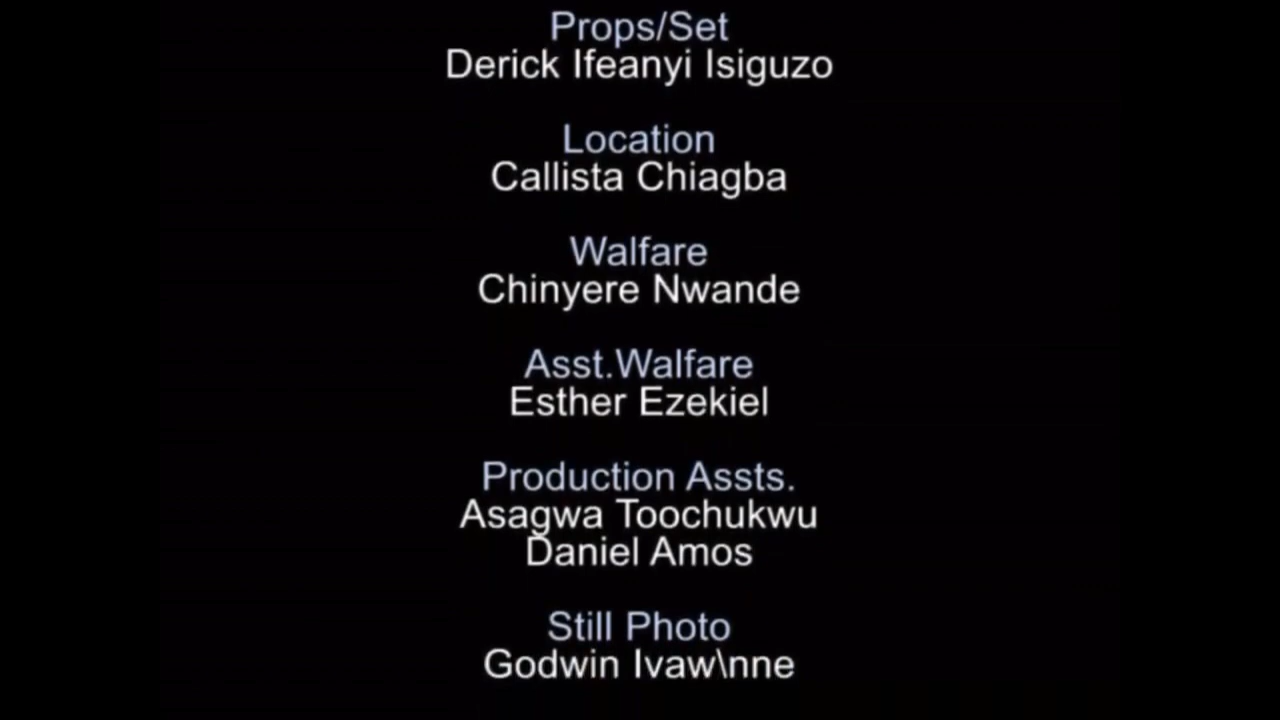 Props/Set
Derick Ifeanyi Isiguzo
Location
Callista Chiagba
Walfare
Chinyere Nwande
Asst.Walfare
Esther Ezekiel
Production Assts.
Asagwa Toochukwu
Daniel Amos
Still Photo
Godwin Ivaw\nne